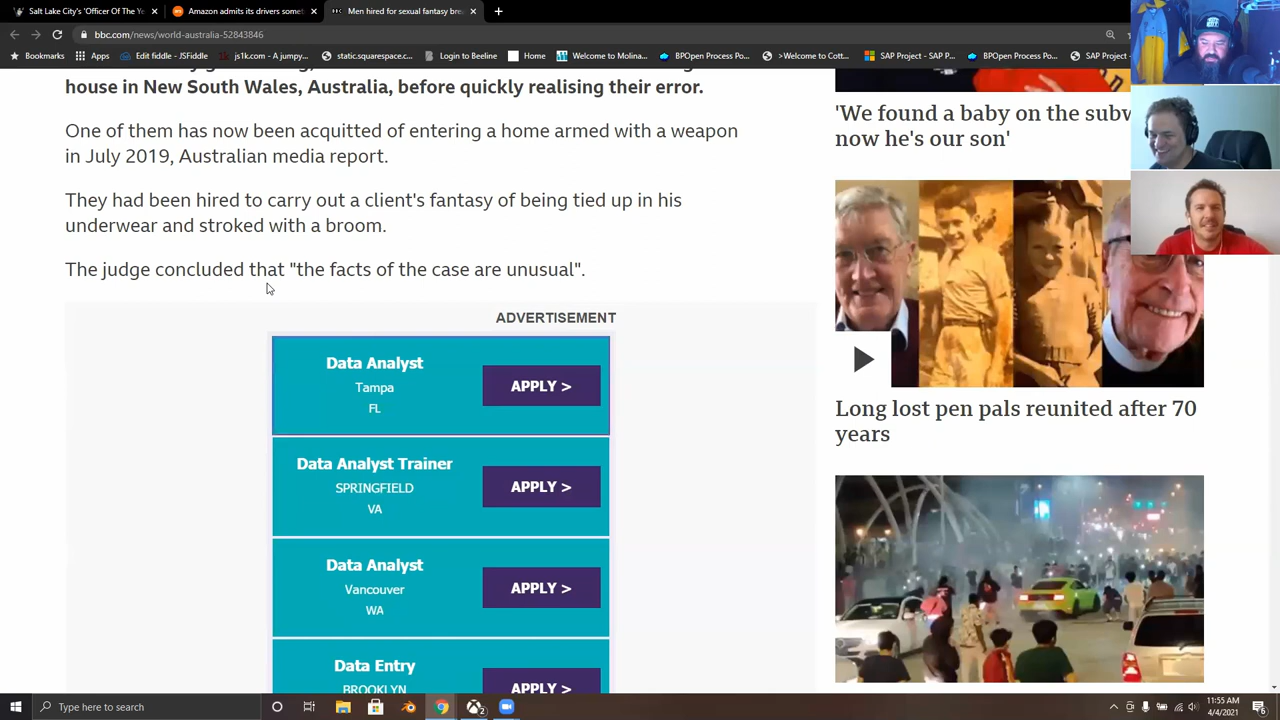 Salt Lake City's 'Officer Of The Ye
Amazon admits its drivers somet
Men hired for sexual fantasy bre
bbc.com/news/world-australia-52843846
Bookmarks
Apps
Edit fiddle - JSFiddle
js1k.com - A jumpy...
static.squarespace.c...
Login to Beeline
Home
Welcome to Molina...
BPOpen Process Po...
>Welcome to Cott...
SAP Project - SAP P...
BPOpen Process Po...
SAP Project
house in New South Wales, Australia, before quickly realising their error.
One of them has now been acquitted of entering a home armed with a weapon
in July 2019, Australian media report.
They had been hired to carry out a client's fantasy of being tied up in his
underwear and stroked with a broom.
The judge concluded that "the facts of the case are unusual".
ADVERTISEMENT
Data Analyst
Tampa
FL
APPLY >
Data Analyst Trainer
SPRINGFIELD
VA
APPLY >
Data Analyst
Vancouver
WA
APPLY >
Data Entry
BROOKLYN
APPLY >
'We found a baby on the subw
now he's our son'
Long lost pen pals reunited after 70
years
Type here to search
11:55 AM
4/4/2021